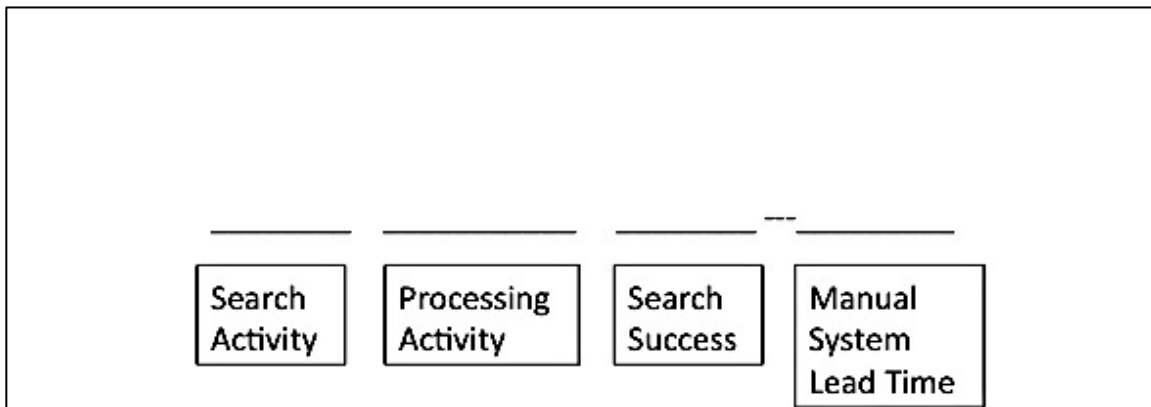 Search
Activity
Processing
Activity
Search
Success
Manual
System
Lead Time